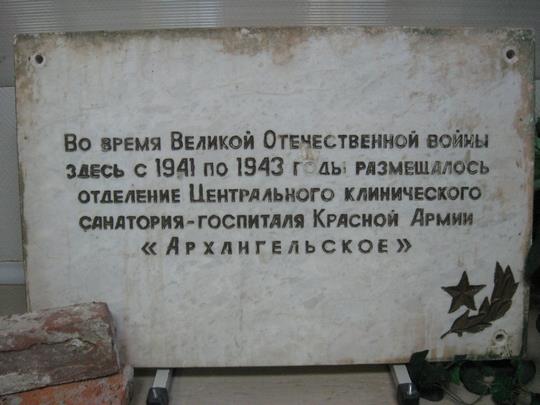 Во время Великой Отечественной войны
здесь с 1941 по 1943 годы размещалось
отделение Центрального клинического
санатория-госпиталя Красной Армии
«Архангельское»